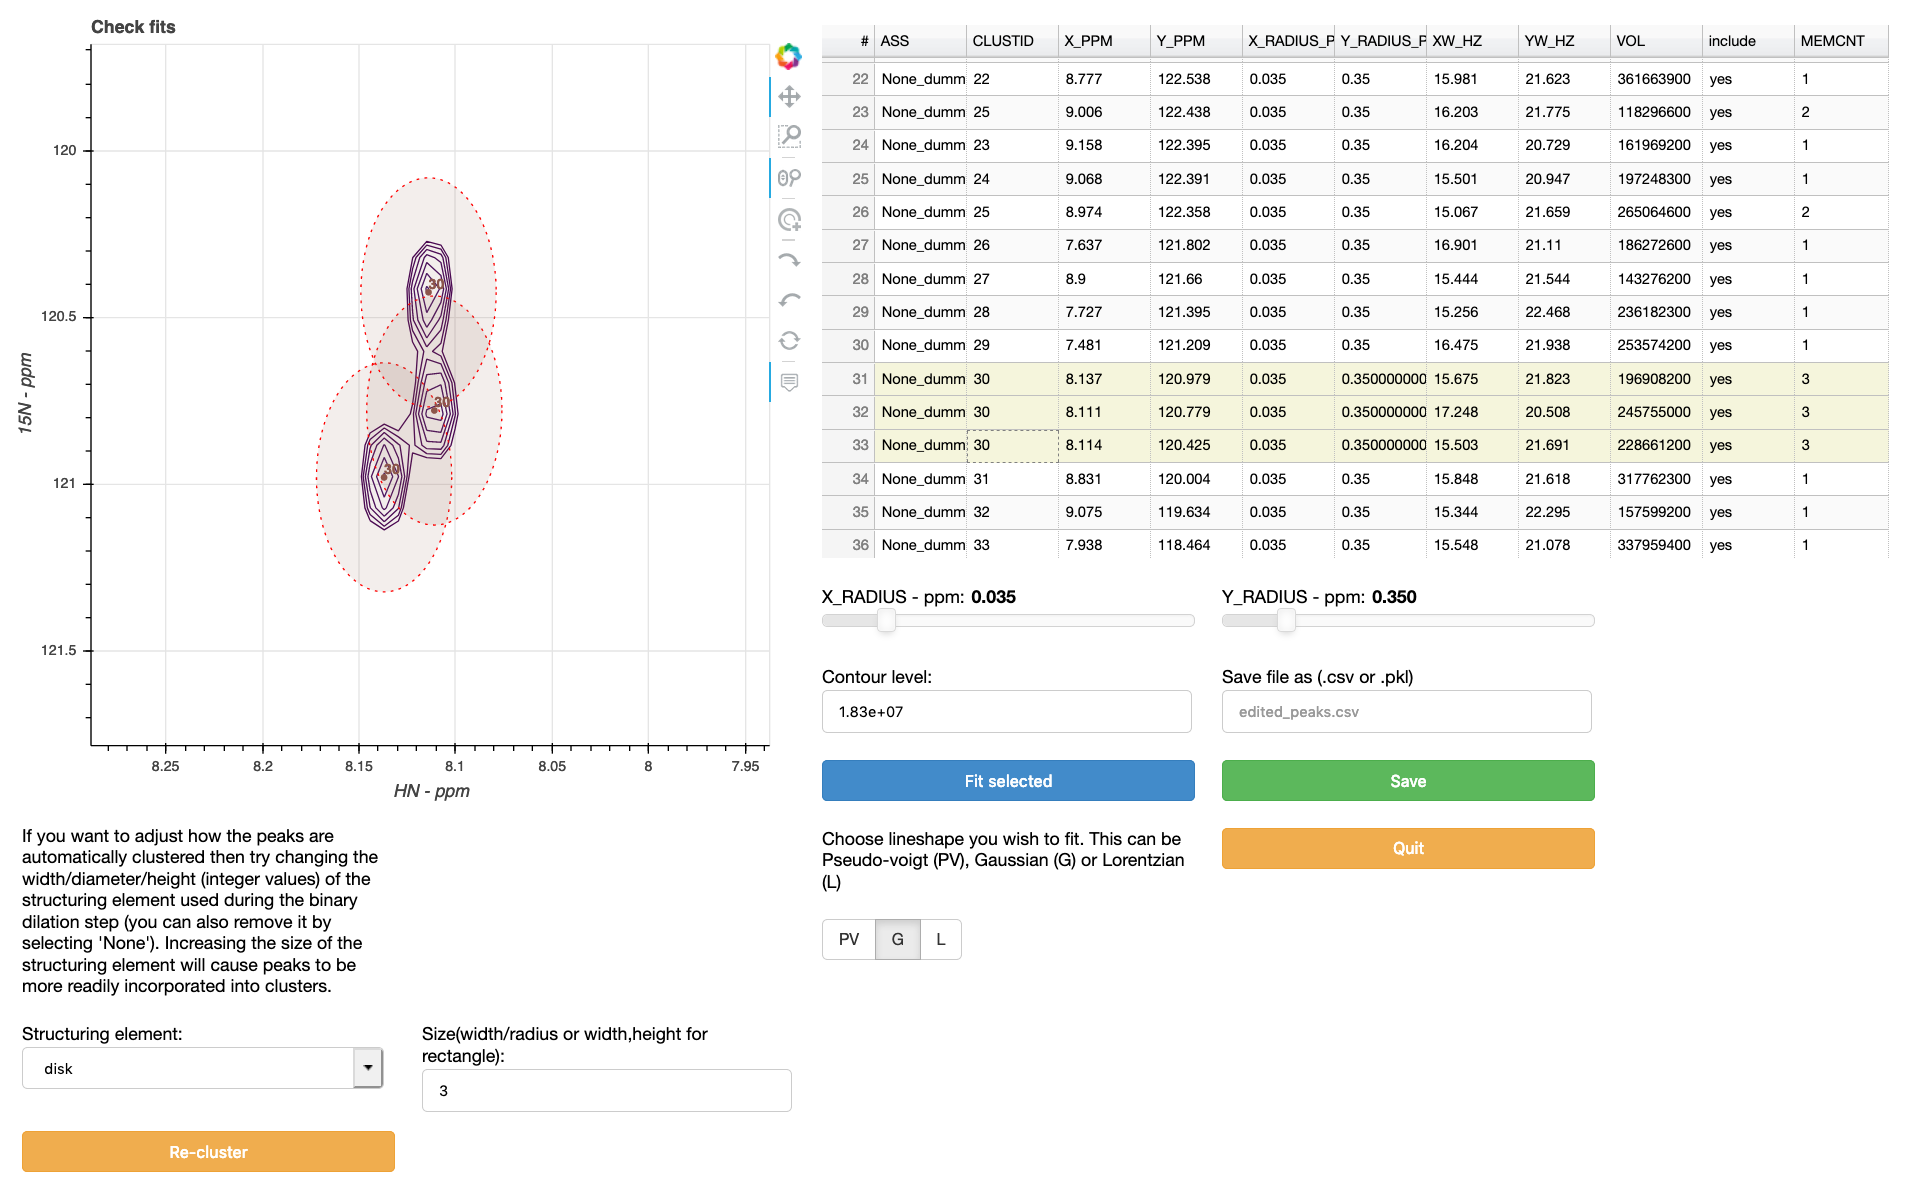 Check fits
120
120.5
121
121.5
15N - ppm
30
30
30
8.25 8.2 8.15 8.1 8.05 8 7.95
HN - ppm
# ASS CLUSTID X_PPM Y_PPM X_RADIUS_P Y_RADIUS_P XW_HZ YW_HZ VOL include MEMCNT
22 None_dumm 22 8.777 122.538 0.035 0.35 15.981 21.623 361663900 yes 1
23 None_dumm 25 9.006 122.438 0.035 0.35 16.203 21.775 118296600 yes 2
24 None_dumm 23 9.158 122.395 0.035 0.35 16.204 20.729 161969200 yes 1
25 None_dumm 24 9.068 122.391 0.035 0.35 15.501 20.947 197248300 yes 1
26 None_dumm 25 8.974 122.358 0.035 0.35 15.067 21.659 265064600 yes 2
27 None_dumm 26 7.637 121.802 0.035 0.35 16.901 21.11 186272600 yes 1
28 None_dumm 27 8.9 121.66 0.035 0.35 15.444 21.544 143276200 yes 1
29 None_dumm 28 7.727 121.395 0.035 0.35 15.256 22.468 236182300 yes 1
30 None_dumm 29 7.481 121.209 0.035 0.35 16.475 21.938 253574200 yes 1
31 None_dumm 30 8.137 120.979 0.035 0.350000000 15.675 21.823 196908200 yes 3
32 None_dumm 30 8.111 120.779 0.035 0.350000000 17.248 20.508 245755000 yes 3
33 None_dumm 30 8.114 120.425 0.035 0.350000000 15.503 21.691 228661200 yes 3
34 None_dumm 31 8.831 120.004 0.035 0.35 15.848 21.618 317762300 yes 1
35 None_dumm 32 9.075 119.634 0.035 0.35 15.344 22.295 157599200 yes 1
36 None_dumm 33 7.938 118.464 0.035 0.35 15.548 21.078 337959400 yes 1
X_RADIUS - ppm: 0.035
Y_RADIUS - ppm: 0.350
Contour level:
1.83e+07
Save file as (.csv or .pkl)
edited_peaks.csv
Fit selected
Save
Choose lineshape you wish to fit. This can be
Pseudo-voigt (PV), Gaussian (G) or Lorentzian
(L)
Quit
PV G L
If you want to adjust how the peaks are
automatically clustered then try changing the
width/diameter/height (integer values) of the
structuring element used during the binary
dilation step (you can also remove it by
selecting 'None'). Increasing the size of the
structuring element will cause peaks to be
more readily incorporated into clusters.
Structuring element:
disk
Size(width/radius or width,height for
rectangle):
3
Re-cluster